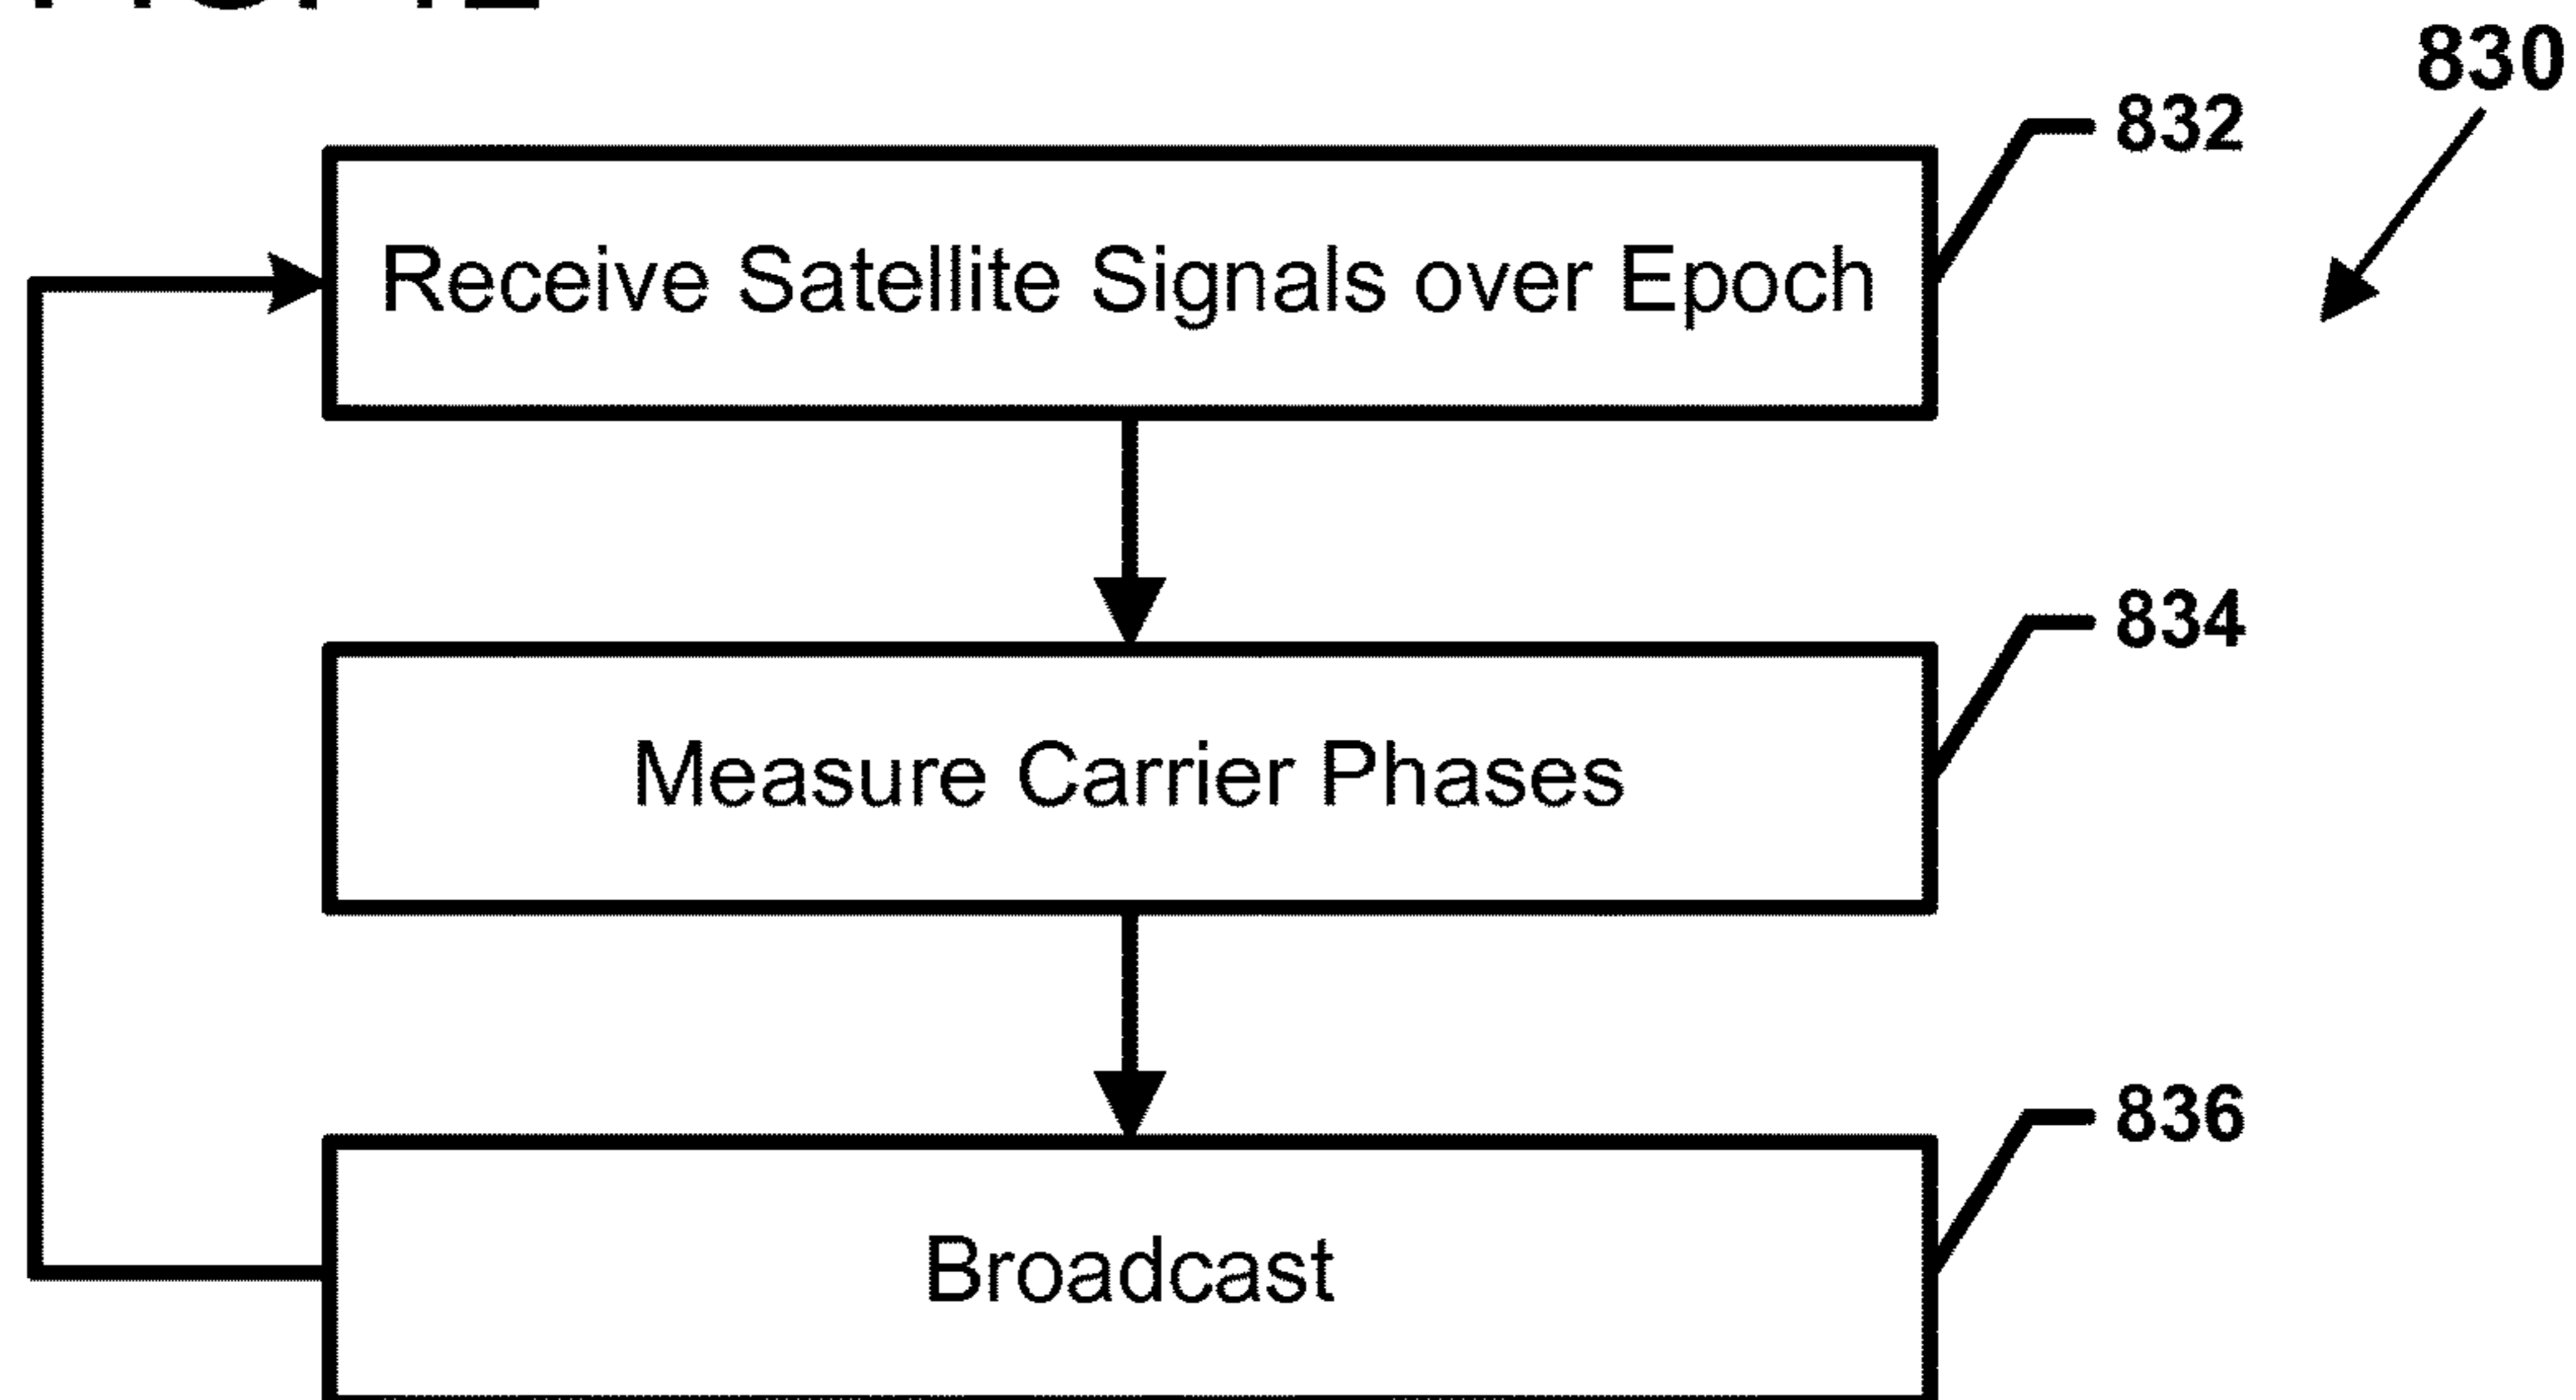 830
832
Receive Satellite Signals over Epoch
834
Measure Carrier Phases
836
Broadcast